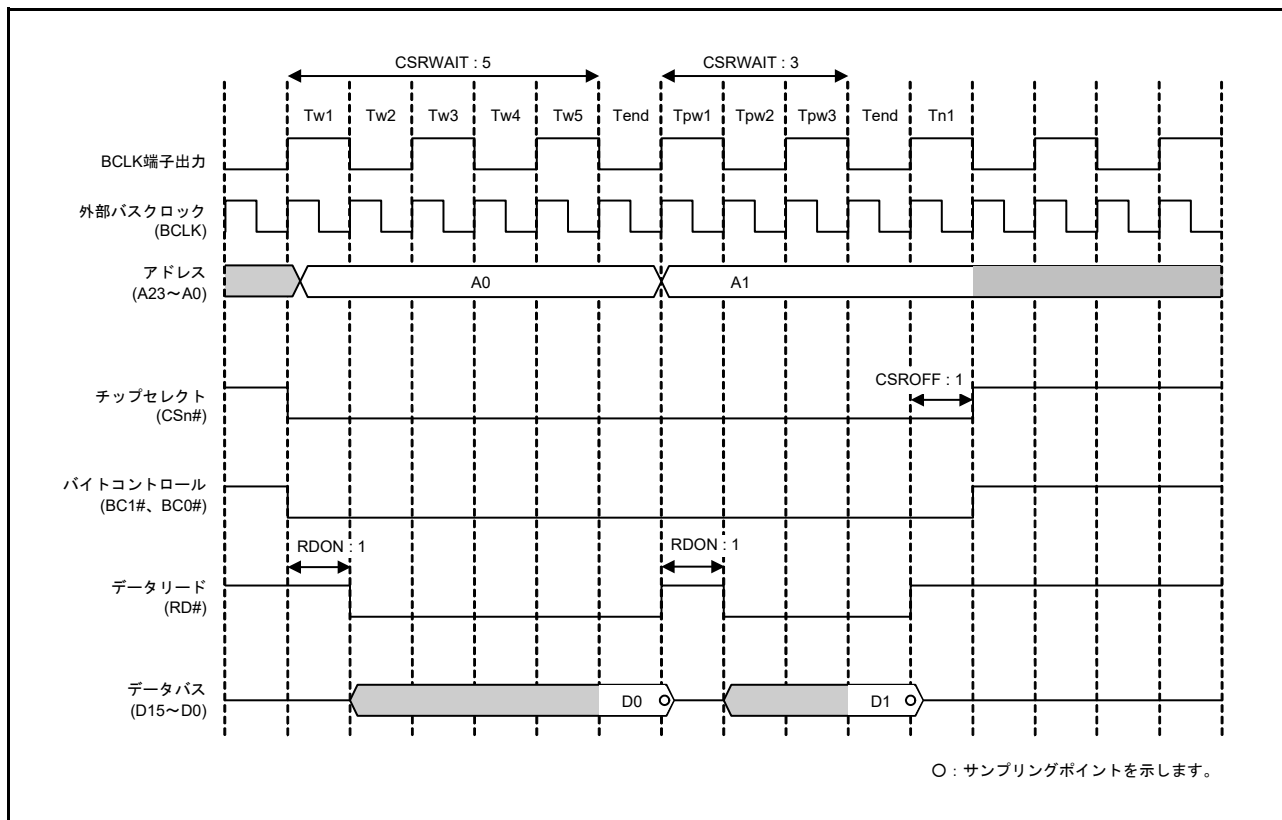 CSRWAIT : 5
CSRWAIT : 3
Tw1 Tw2 Tw3 Tw4 Tw5 Tend Tpw1 Tpw2 Tpw3 Tend Tn1
BCLK端子出力
外部バスクロック
(BCLK)
アドレス
(A23～A0)
A0
A1
チップセレクト
(CSn#)
CSROFF : 1
バイトコントロール
(BC1#、BC0#)
RDON : 1
RDON : 1
データリード
(RD#)
データバス
(D15～D0)
D0
D1
○ : サンプリングポイントを示します。